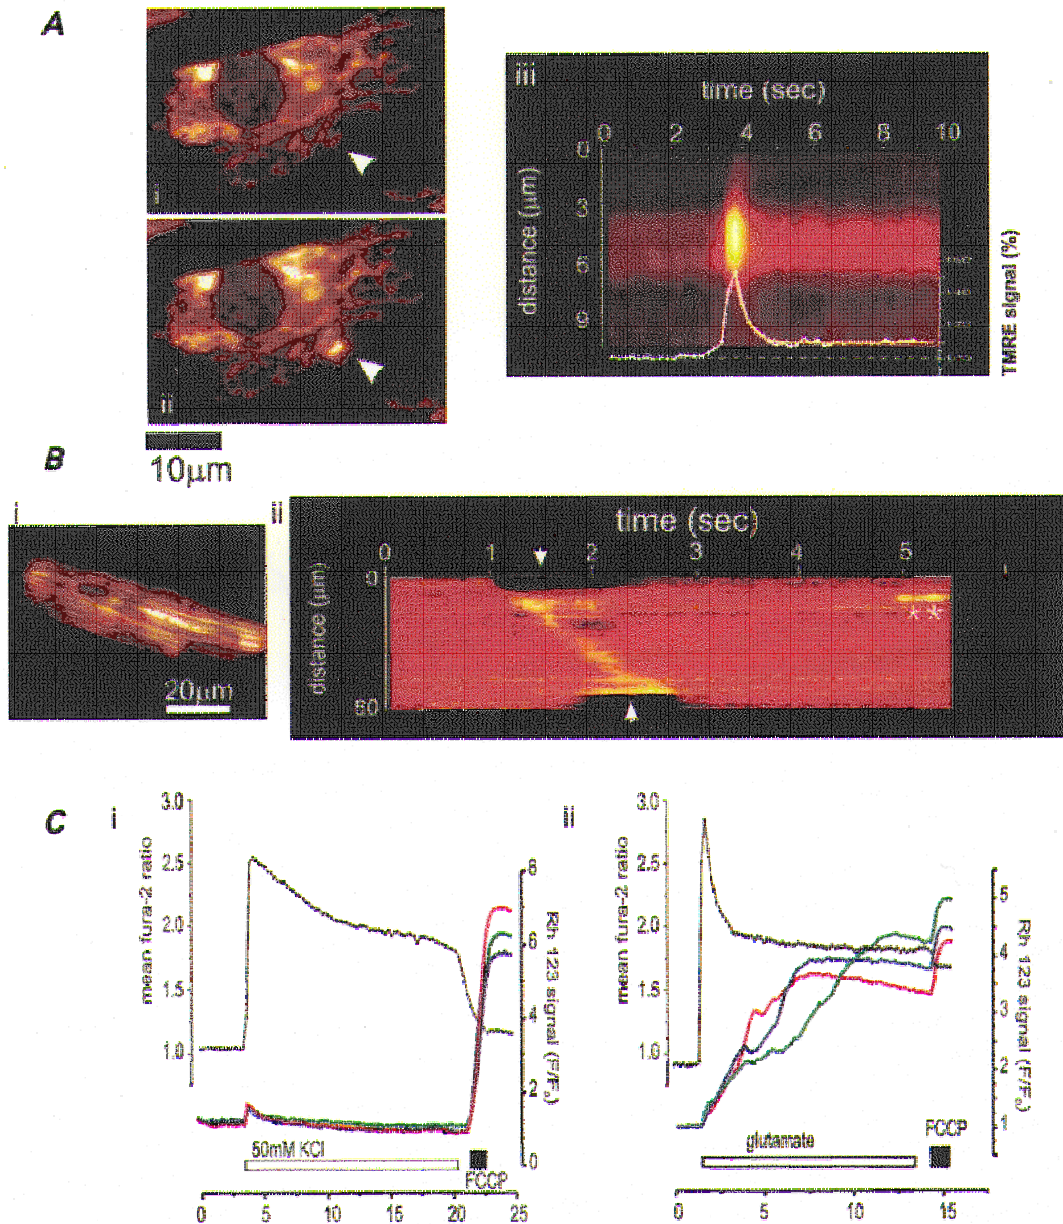 A
i
ii
iii
time (sec)
0 2 4 6 8 10
distance (μm)
0
3
6
9
TMRE signal (%)
10μm
B
i
20μm
ii
time (sec)
0 1 2 3 4 5
distance (μm)
0
60
* *
C
i
mean fura-2 ratio
3.0
2.5
2.0
1.5
1.0
8
6
4
2
0
Rh 123 signal (F/F₀)
50mM KCl
FCCP
0 5 10 15 20 25
ii
mean fura-2 ratio
3.0
2.5
2.0
1.5
1.0
5
4
3
2
1
Rh 123 signal (F/F₀)
glutamate
FCCP
0 5 10 15